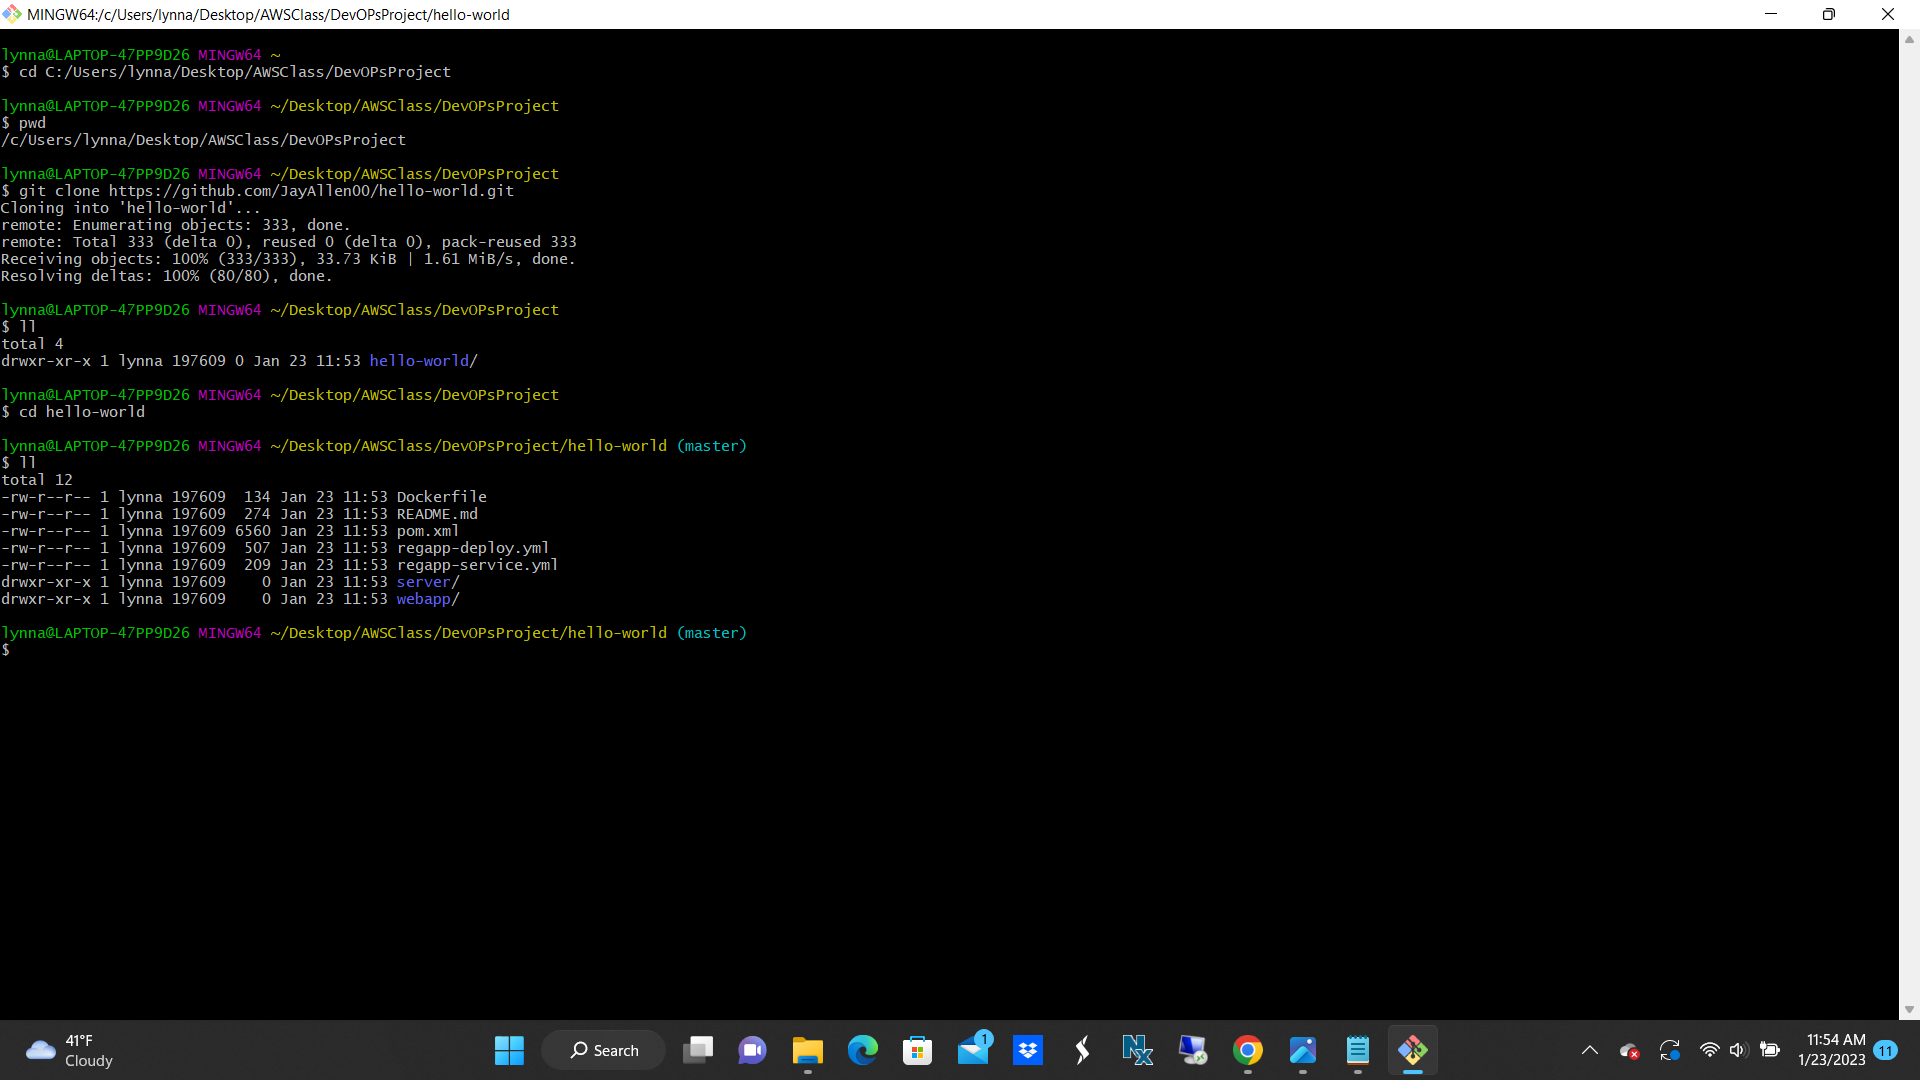 MINGW64:/c/Users/lynna/Desktop/AWSClass/DevOPsProject/hello-world
lynna@LAPTOP-47PP9D26 MINGW64 ~
$ cd C:/Users/lynna/Desktop/AWSClass/DevOPsProject
lynna@LAPTOP-47PP9D26 MINGW64 ~/Desktop/AWSClass/DevOPsProject
$ pwd
/c/Users/lynna/Desktop/AWSClass/DevOPsProject
lynna@LAPTOP-47PP9D26 MINGW64 ~/Desktop/AWSClass/DevOPsProject
$ git clone https://github.com/JayAllen00/hello-world.git
Cloning into 'hello-world'...
remote: Enumerating objects: 333, done.
remote: Total 333 (delta 0), reused 0 (delta 0), pack-reused 333
Receiving objects: 100% (333/333), 33.73 KiB | 1.61 MiB/s, done.
Resolving deltas: 100% (80/80), done.
lynna@LAPTOP-47PP9D26 MINGW64 ~/Desktop/AWSClass/DevOPsProject
$ ll
total 4
drwxr-xr-x 1 lynna 197609 0 Jan 23 11:53 hello-world/
lynna@LAPTOP-47PP9D26 MINGW64 ~/Desktop/AWSClass/DevOPsProject
$ cd hello-world
lynna@LAPTOP-47PP9D26 MINGW64 ~/Desktop/AWSClass/DevOPsProject/hello-world (master)
$ ll
total 12
-rw-r--r-- 1 lynna 197609  134 Jan 23 11:53 Dockerfile
-rw-r--r-- 1 lynna 197609  274 Jan 23 11:53 README.md
-rw-r--r-- 1 lynna 197609 6560 Jan 23 11:53 pom.xml
-rw-r--r-- 1 lynna 197609  507 Jan 23 11:53 regapp-deploy.yml
-rw-r--r-- 1 lynna 197609  209 Jan 23 11:53 regapp-service.yml
drwxr-xr-x 1 lynna 197609    0 Jan 23 11:53 server/
drwxr-xr-x 1 lynna 197609    0 Jan 23 11:53 webapp/
lynna@LAPTOP-47PP9D26 MINGW64 ~/Desktop/AWSClass/DevOPsProject/hello-world (master)
$
41°F
Cloudy
Search
1
Nx
11:54 AM
1/23/2023
11